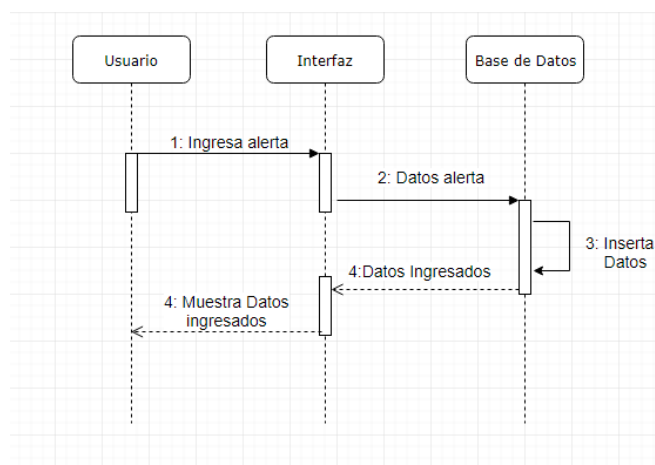 Usuario
Interfaz
Base de Datos
1: Ingresa alerta
2: Datos alerta
3: Inserta
Datos
4:Datos Ingresados
4: Muestra Datos
ingresados